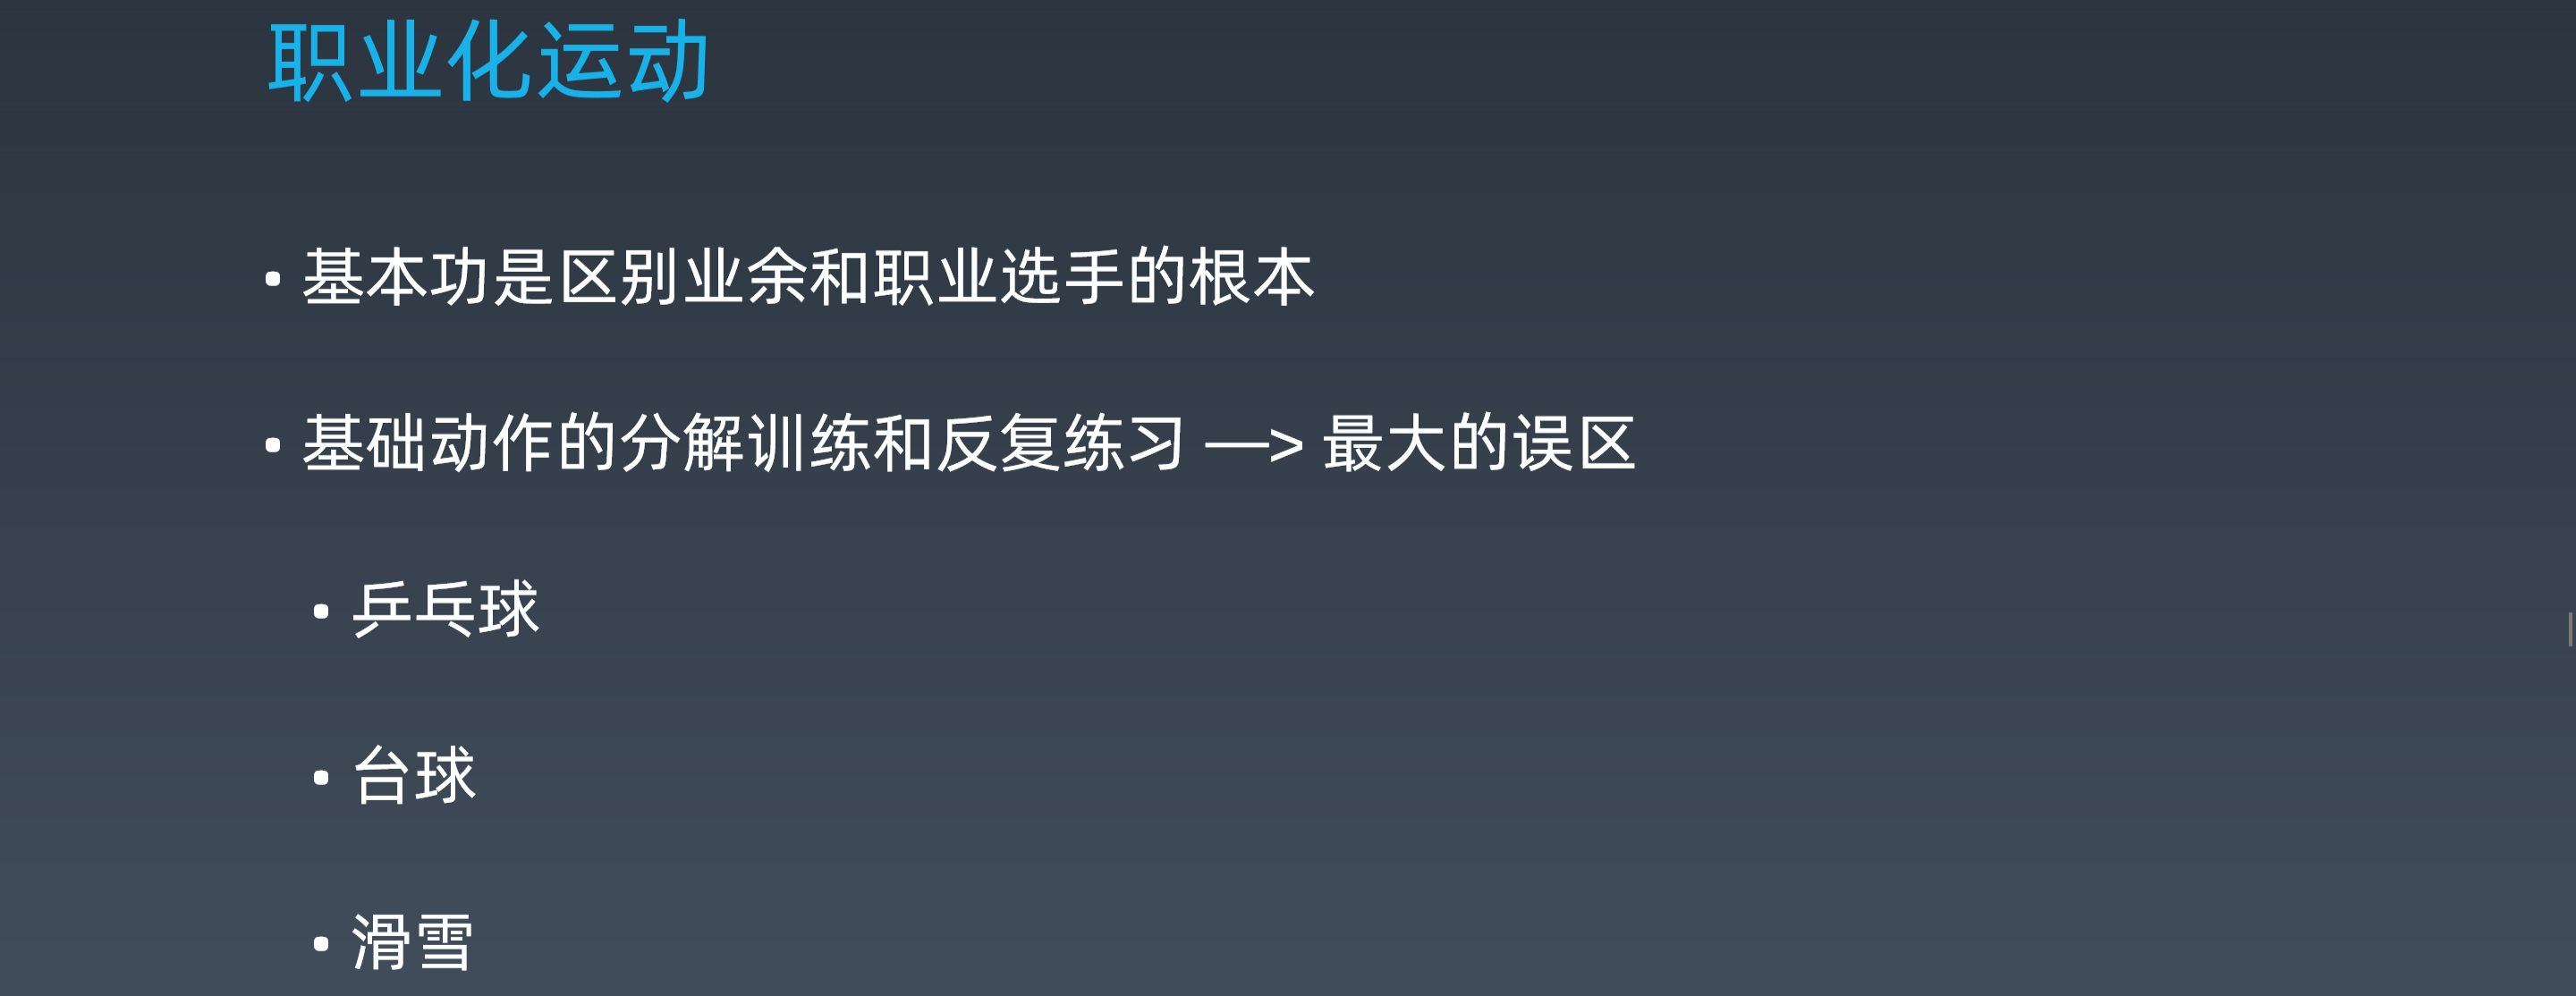 职业化运动
• 基本功是区别业余和职业选手的根本
• 基础动作的分解训练和反复练习 —> 最大的误区
• 乒乓球
• 台球
• 滑雪